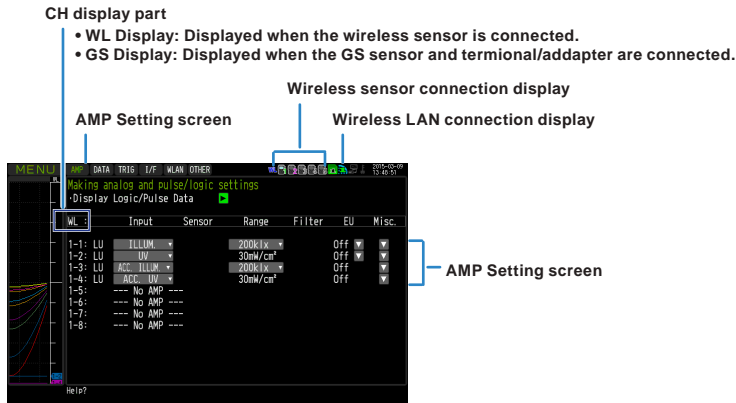 CH display part
• WL Display: Displayed when the wireless sensor is connected.
• GS Display: Displayed when the GS sensor and termional/addapter are connected.
Wireless sensor connection display
AMP Setting screen
Wireless LAN connection display
MENU AMP DATA TRIG I/F WLAN OTHER 2015-03-09
13:48:51
Making analog and pulse/logic settings
·Display Logic/Pulse Data
WL : Input Sensor Range Filter EU Misc.
1-1: LU ILLUM. 200klx Off
1-2: LU UV 30mW/cm² Off
1-3: LU ACC. ILLUM. 200klx Off
1-4: LU ACC. UV 30mW/cm² Off
1-5: --- No AMP ---
1-6: --- No AMP ---
1-7: --- No AMP ---
1-8: --- No AMP ---
AMP Setting screen
Help?